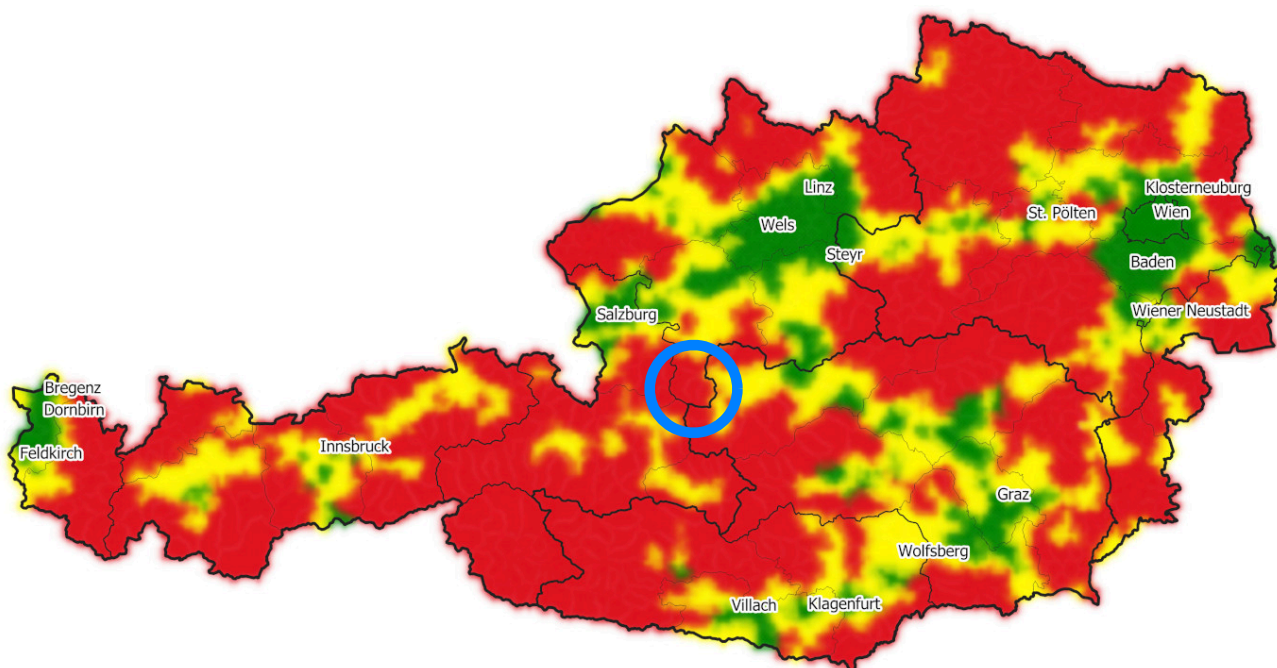 Linz
Klosterneuburg
Wels
St. Pölten
Wien
Steyr
Baden
Salzburg
Wiener Neustadt
Bregenz
Dornbirn
Innsbruck
Feldkirch
Graz
Wolfsberg
Villach
Klagenfurt